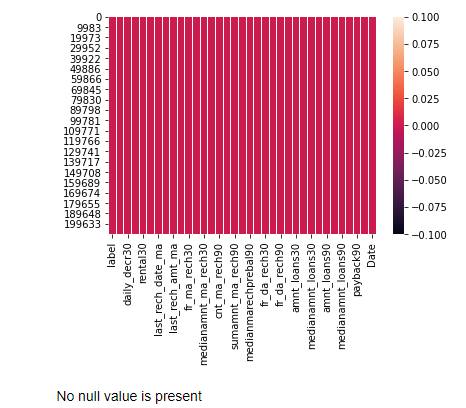 0
9983
19973
29952
39922
49886
59866
69845
79830
89798
99781
109771
119766
129741
139717
149708
159689
169674
179655
189648
199633
label
daily_decr30
rental30
last_rech_date_ma
last_rech_amt_ma
fr_ma_rech30
medianamnt_ma_rech30
cnt_ma_rech90
sumamnt_ma_rech90
medianmarechprebal90
fr_da_rech30
fr_da_rech90
amnt_loans30
medianamnt_loans30
amnt_loans90
medianamnt_loans90
payback90
Date
0.100
0.075
0.050
0.025
0.000
−0.025
−0.050
−0.075
−0.100
No null value is present